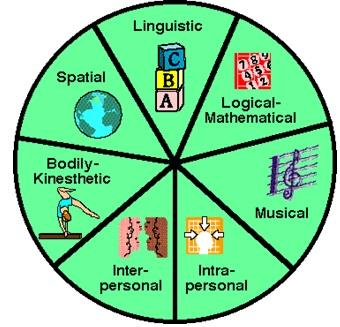 Linguistic
C
B
A
Logical-
Mathematical
Musical
Intra-
personal
Inter-
personal
Bodily-
Kinesthetic
Spatial